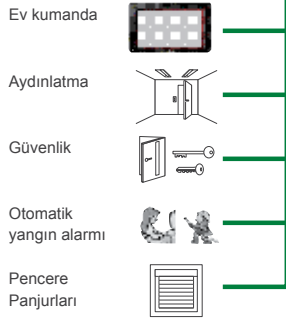 Ev kumanda
Aydınlatma
Güvenlik
Otomatik
yangın alarmı
Pencere
Panjurları